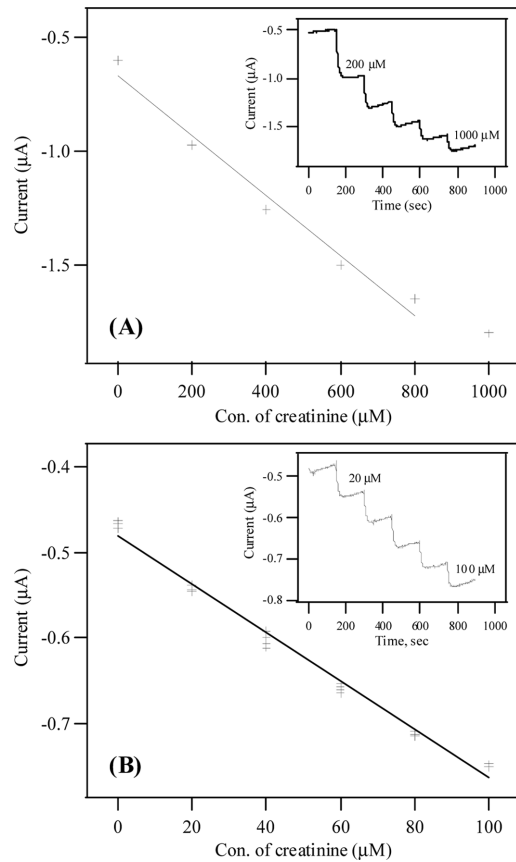 -0.5
-1.0
-1.5
Current (µA)
0
200
400
600
800
1000
Con. of creatinine (µM)
(A)
-0.5
-1.0
-1.5
Current (µA)
200 µM
1000 µM
0
200
400
600
800
1000
Time (sec)
-0.4
-0.5
-0.6
-0.7
Current (µA)
0
20
40
60
80
100
Con. of creatinine (µM)
(B)
-0.5
-0.6
-0.7
-0.8
Current (µA)
20 µM
100 µM
0
200
400
600
800
1000
Time, sec